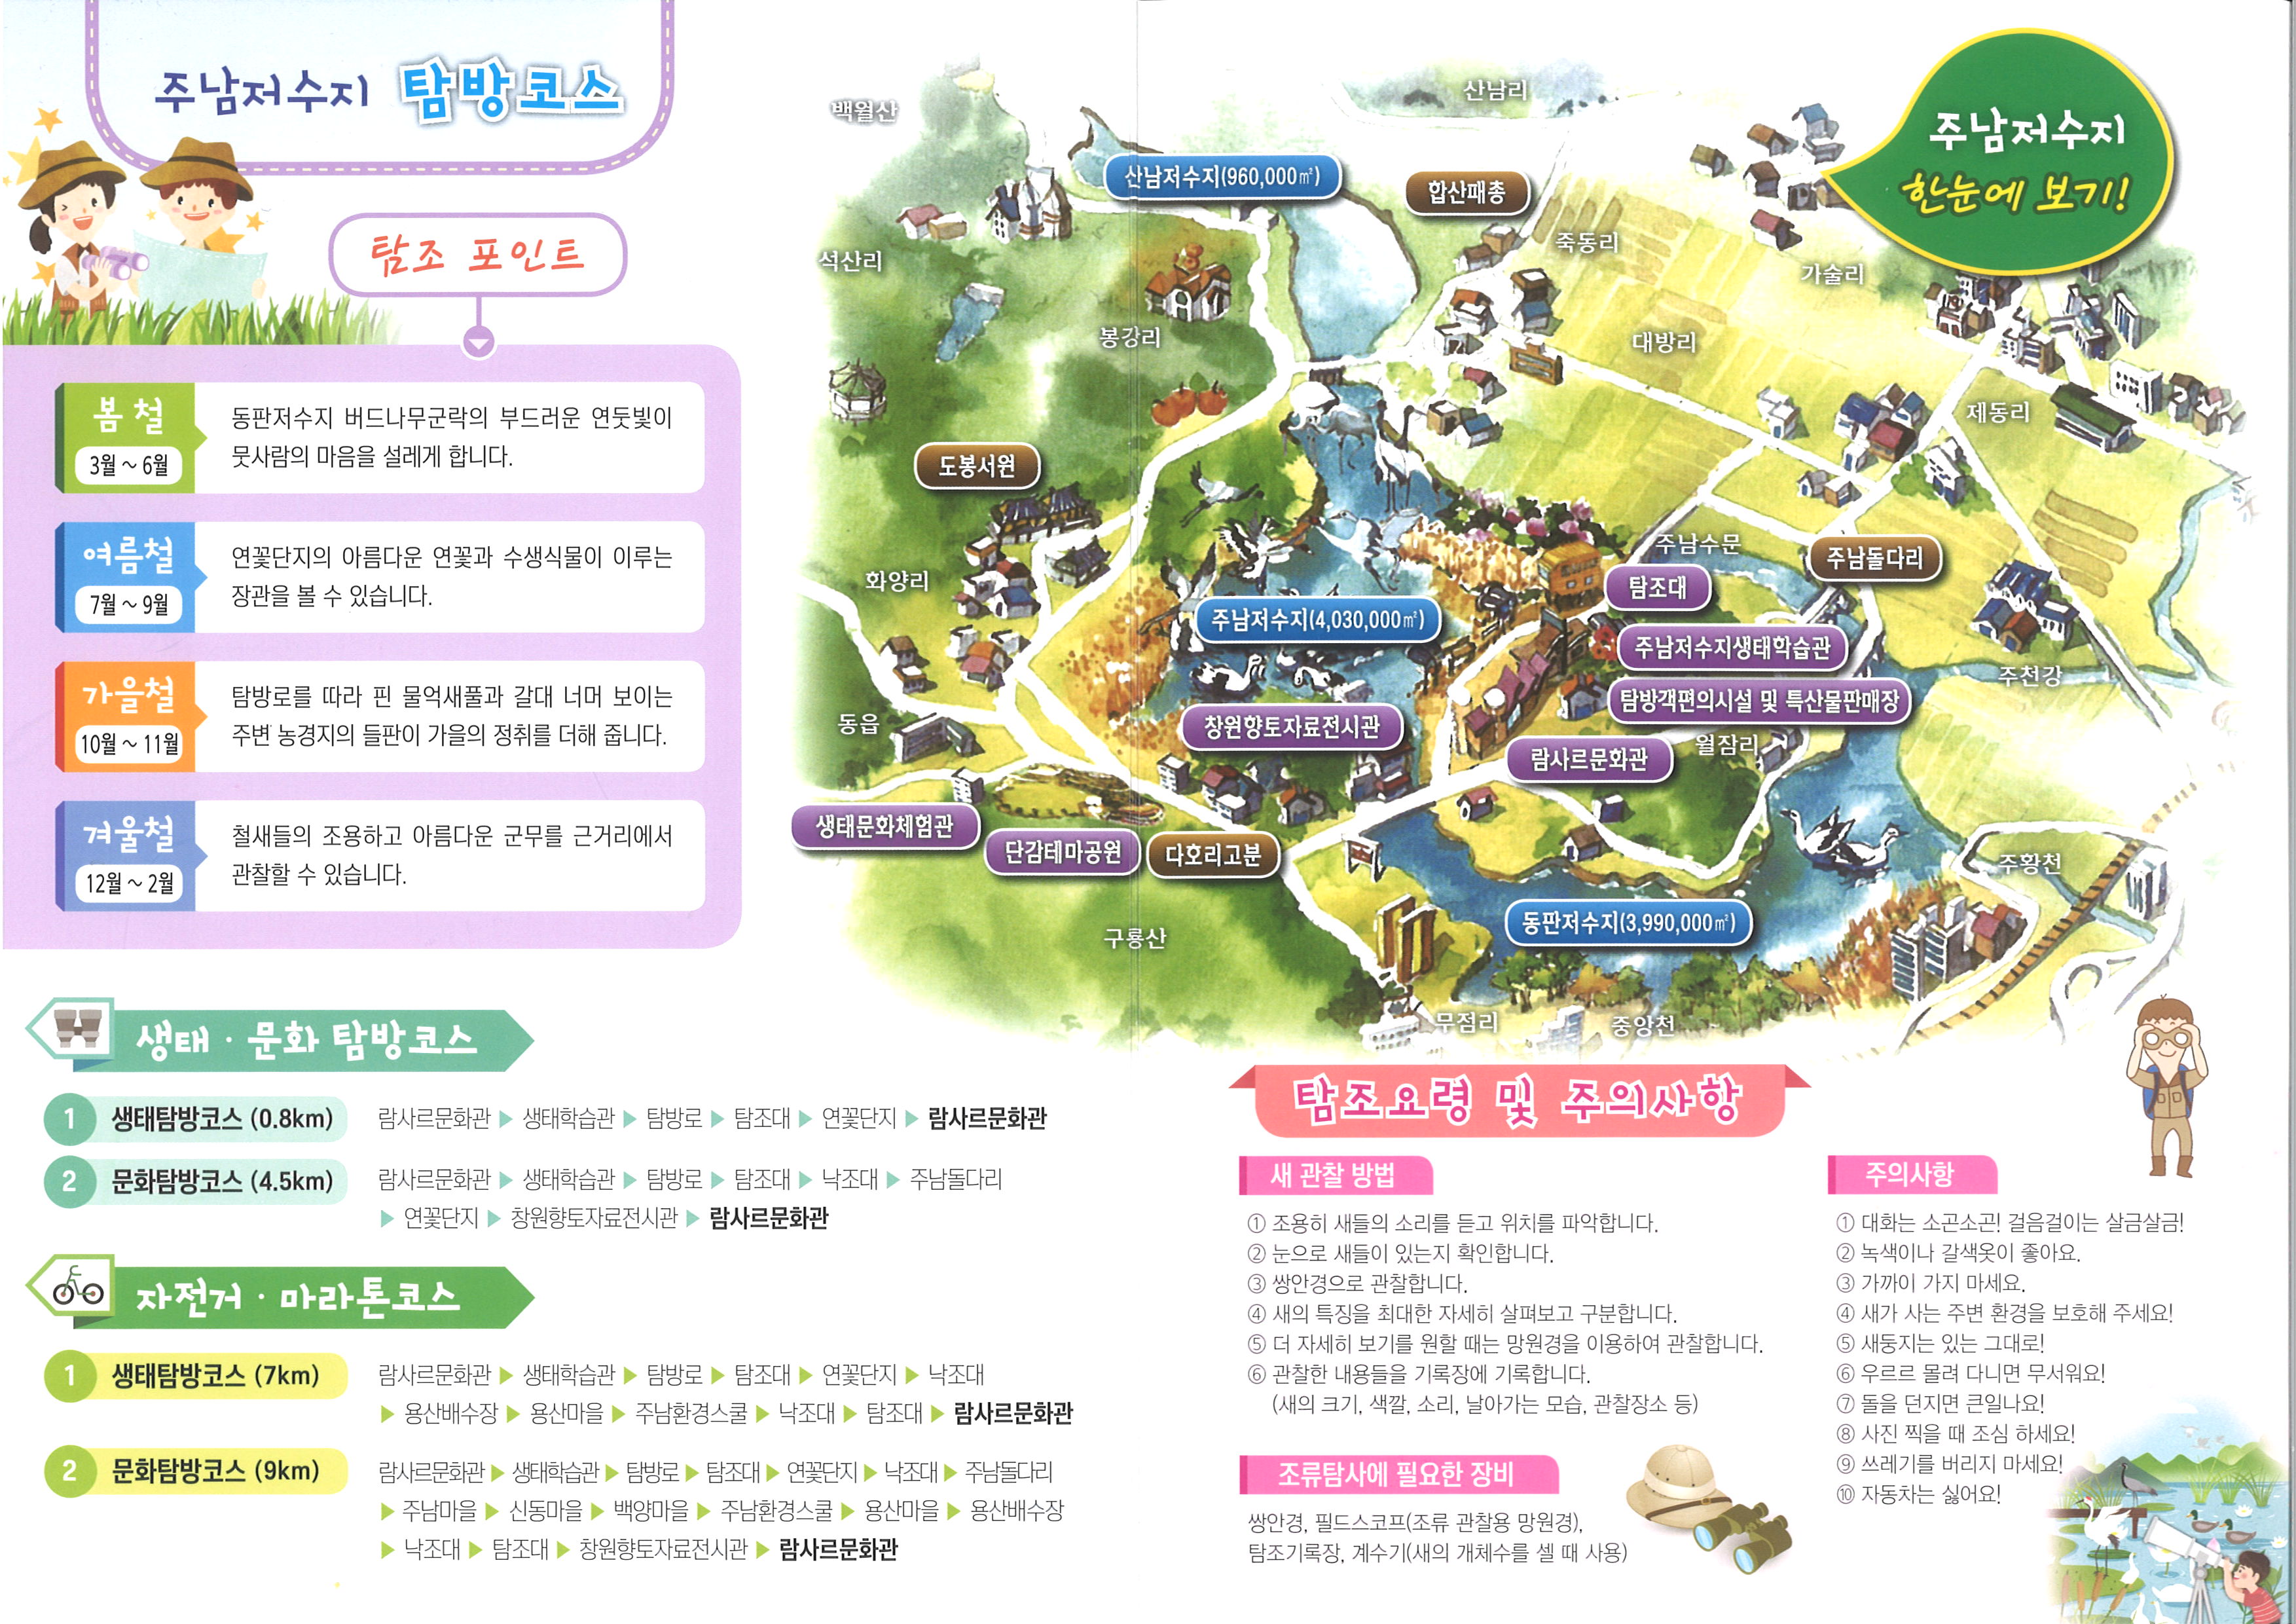 주남저수지 탐방코스
탐조 포인트
봄 철
3월 ~ 6월
동판저수지 버드나무군락의 부드러운 연둣빛이
뭇사람의 마음을 설레게 합니다.
여름철
7월 ~ 9월
연꽃단지의 아름다운 연꽃과 수생식물이 이루는
장관을 볼 수 있습니다.
가을철
10월 ~ 11월
탐방로를 따라 핀 물억새풀과 갈대 너머 보이는
주변 농경지의 들판이 가을의 정취를 더해 줍니다.
겨울철
12월 ~ 2월
철새들의 조용하고 아름다운 군무를 근거리에서
관찰할 수 있습니다.
생태 · 문화 탐방코스
1 생태탐방코스 (0.8km) 람사르문화관 ▶ 생태학습관 ▶ 탐방로 ▶ 탐조대 ▶ 연꽃단지 ▶ 람사르문화관
2 문화탐방코스 (4.5km) 람사르문화관 ▶ 생태학습관 ▶ 탐방로 ▶ 탐조대 ▶ 낙조대 ▶ 주남돌다리
▶ 연꽃단지 ▶ 창원향토자료전시관 ▶ 람사르문화관
자전거 · 마라톤코스
1 생태탐방코스 (7km) 람사르문화관 ▶ 생태학습관 ▶ 탐방로 ▶ 탐조대 ▶ 연꽃단지 ▶ 낙조대
▶ 용산배수장 ▶ 용산마을 ▶ 주남환경스쿨 ▶ 낙조대 ▶ 탐조대 ▶ 람사르문화관
2 문화탐방코스 (9km) 람사르문화관 ▶ 생태학습관 ▶ 탐방로 ▶ 탐조대 ▶ 연꽃단지 ▶ 낙조대 ▶ 주남돌다리
▶ 주남마을 ▶ 신동마을 ▶ 백양마을 ▶ 주남환경스쿨 ▶ 용산마을 ▶ 용산배수장
▶ 낙조대 ▶ 탐조대 ▶ 창원향토자료전시관 ▶ 람사르문화관
주남저수지
한눈에 보기!
백월산
산남리
산남저수지(960,000㎡)
합산패총
석산리
죽동리
가술리
봉강리
대방리
제동리
도봉서원
주남수문
주남돌다리
화양리
탐조대
주남저수지(4,030,000㎡)
주남저수지생태학습관
주천강
탐방객편의시설 및 특산물판매장
동읍
창원향토자료전시관
월잠리
람사르문화관
생태문화체험관
단감테마공원
다호리고분
주황천
동판저수지(3,990,000㎡)
구룡산
무점리
중앙천
탐조요령 및 주의사항
새 관찰 방법
① 조용히 새들의 소리를 듣고 위치를 파악합니다.
② 눈으로 새들이 있는지 확인합니다.
③ 쌍안경으로 관찰합니다.
④ 새의 특징을 최대한 자세히 살펴보고 구분합니다.
⑤ 더 자세히 보기를 원할 때는 망원경을 이용하여 관찰합니다.
⑥ 관찰한 내용들을 기록장에 기록합니다.
(새의 크기, 색깔, 소리, 날아가는 모습, 관찰장소 등)
조류탐사에 필요한 장비
쌍안경, 필드스코프(조류 관찰용 망원경),
탐조기록장, 계수기(새의 개체수를 셀 때 사용)
주의사항
① 대화는 소곤소곤! 걸음걸이는 살금살금!
② 녹색이나 갈색옷이 좋아요.
③ 가까이 가지 마세요.
④ 새가 사는 주변 환경을 보호해 주세요!
⑤ 새둥지는 있는 그대로!
⑥ 우르르 몰려 다니면 무서워요!
⑦ 돌을 던지면 큰일나요!
⑧ 사진 찍을 때 조심 하세요!
⑨ 쓰레기를 버리지 마세요!
⑩ 자동차는 싫어요!